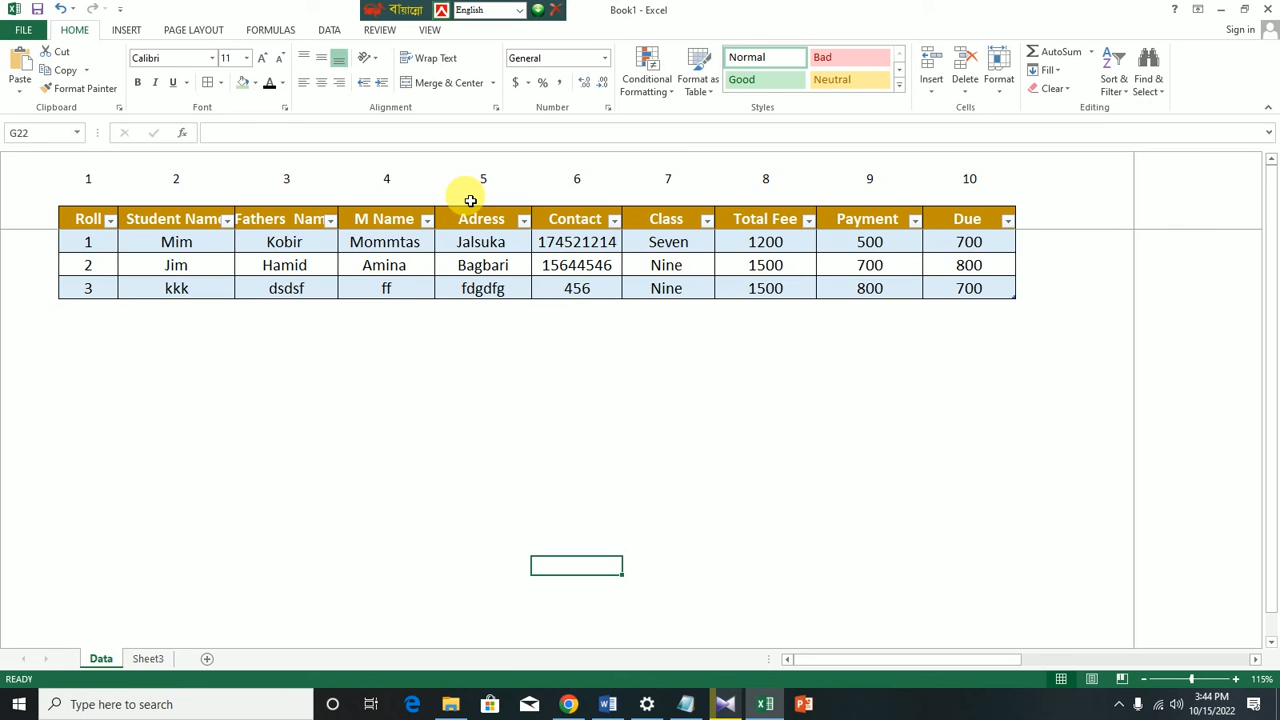 বাঁয়ান্নো English
Book1 - Excel
FILE HOME INSERT PAGE LAYOUT FORMULAS DATA REVIEW VIEW Sign in
Paste
Cut
Copy
Format Painter
Clipboard
Calibri 11
B I U
Font
Wrap Text
Merge & Center
Alignment
General
$ % ,
Number
Conditional Formatting
Format as Table
Normal Bad
Good Neutral
Styles
Insert Delete Format
Cells
AutoSum
Fill
Clear
Sort & Filter
Find & Select
Editing
G22 fx
1 2 3 4 5 6 7 8 9 10
Roll Student Name Fathers Nam M Name Adress Contact Class Total Fee Payment Due
1 Mim Kobir Mommtas Jalsuka 174521214 Seven 1200 500 700
2 Jim Hamid Amina Bagbari 15644546 Nine 1500 700 800
3 kkk dsdsf ff fdgdfg 456 Nine 1500 800 700
Data Sheet3
READY 115%
Type here to search
3:44 PM
10/15/2022